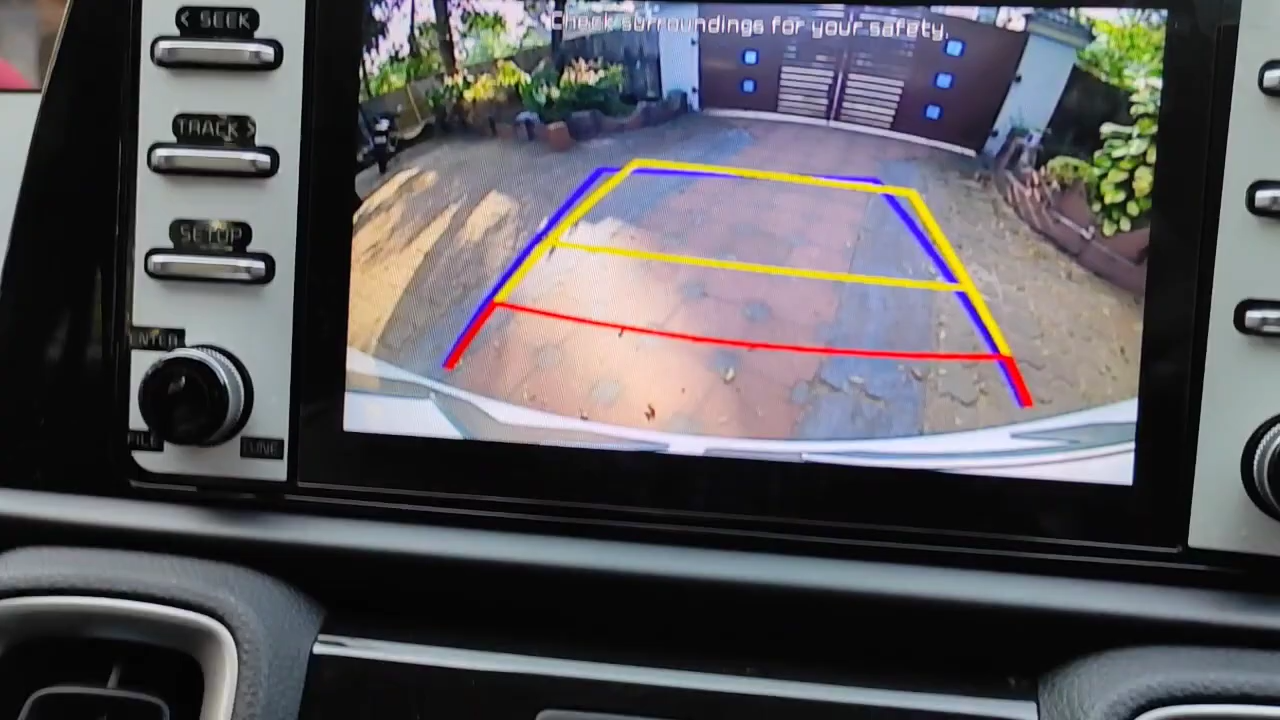 Check surroundings for your safety.
< SEEK
TRACK >
SETUP
ENTER
FILE
TUNE